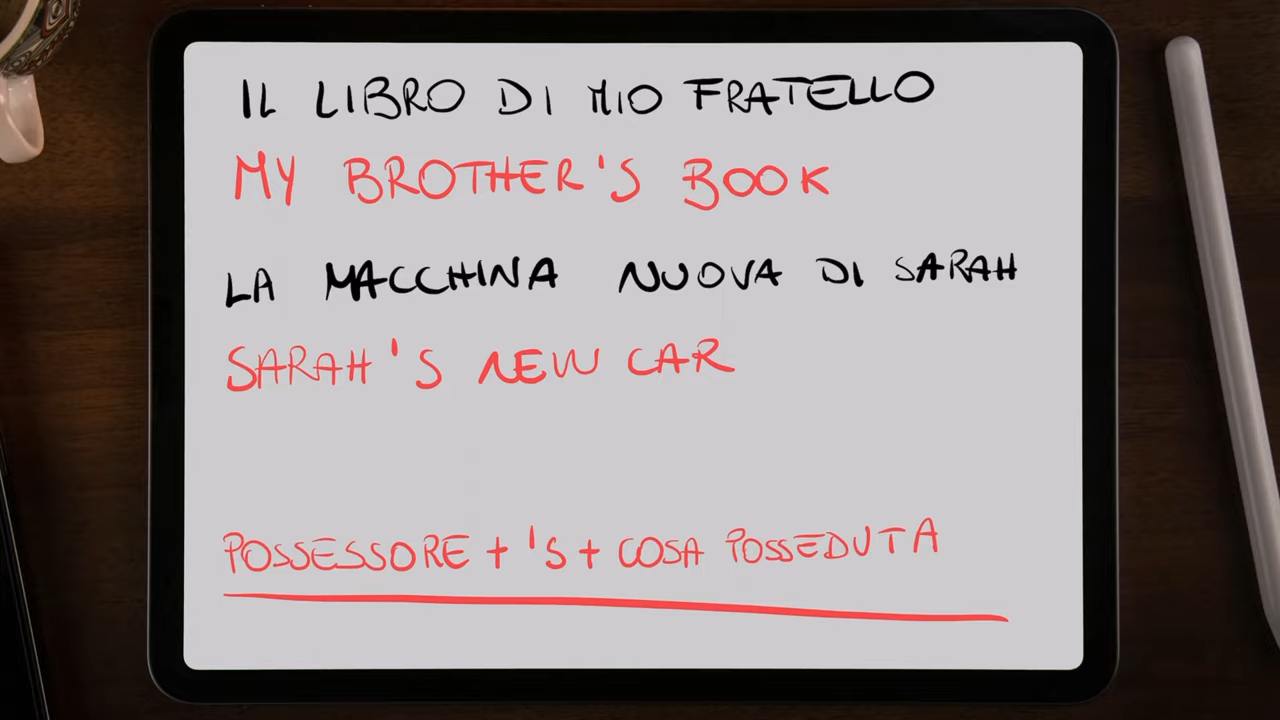 IL LIBRO DI MIO FRATELLO
MY BROTHER'S BOOK
LA MACCHINA NUOVA DI SARAH
SARAH'S NEW CAR
POSSESSORE + 'S + COSA POSSEDUTA